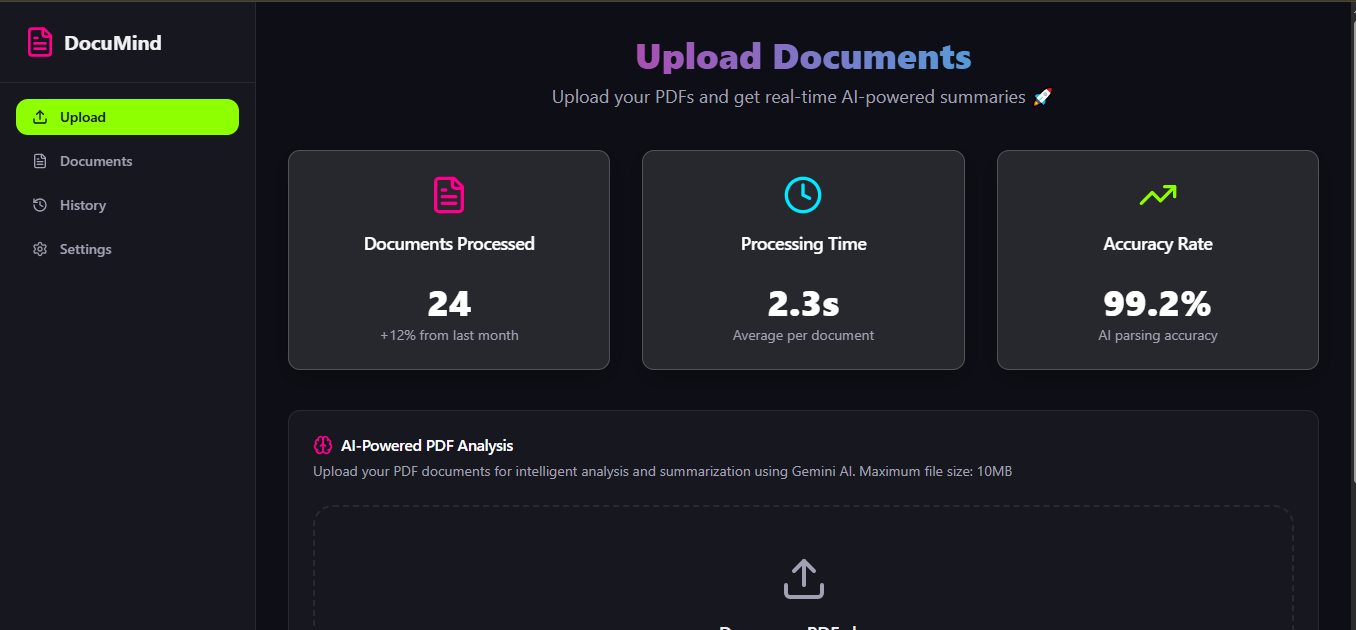 DocuMind
Upload
Documents
History
Settings
Upload Documents
Upload your PDFs and get real-time AI-powered summaries 🚀
Documents Processed
24
+12% from last month
Processing Time
2.3s
Average per document
Accuracy Rate
99.2%
AI parsing accuracy
AI-Powered PDF Analysis
Upload your PDF documents for intelligent analysis and summarization using Gemini AI. Maximum file size: 10MB